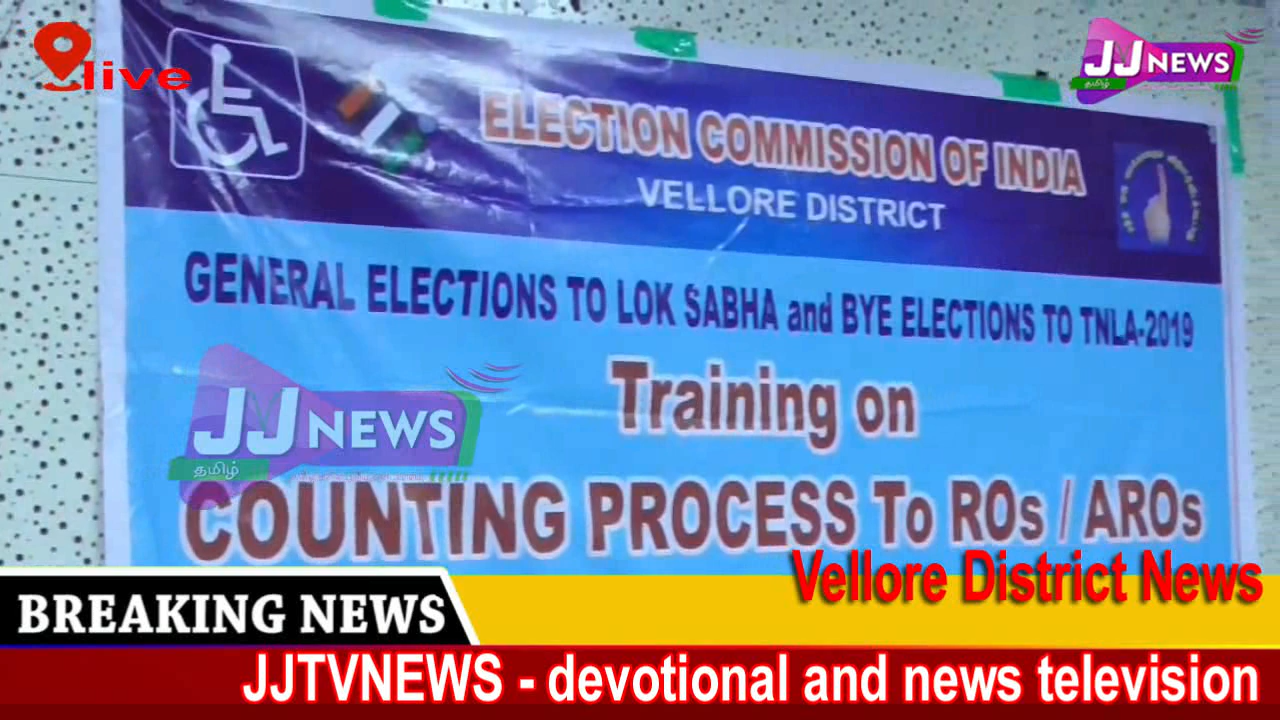 live
JJ NEWS
தமிழ்
ELECTION COMMISSION OF INDIA
VELLORE DISTRICT
GENERAL ELECTIONS TO LOK SABHA and BYE ELECTIONS TO TNLA-2019
Training on
JJ NEWS
தமிழ்
COUNTING PROCESS To ROs / AROs
Vellore District News
BREAKING NEWS
JJTVNEWS - devotional and news television